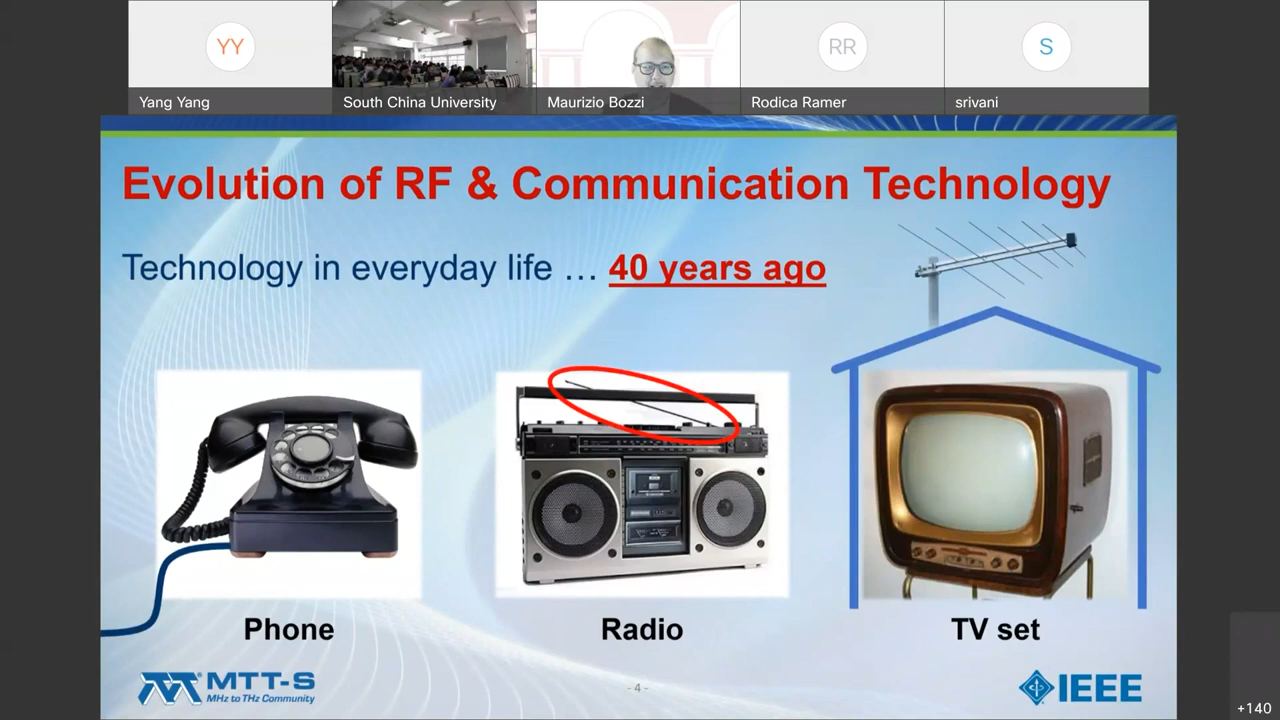 YY
RR
S
Yang Yang
South China University
Maurizio Bozzi
Rodica Ramer
srivani
Evolution of RF & Communication Technology
Technology in everyday life … 40 years ago
Phone
Radio
TV set
MTT-S
MHz to THz Community
- 4 -
IEEE
+140